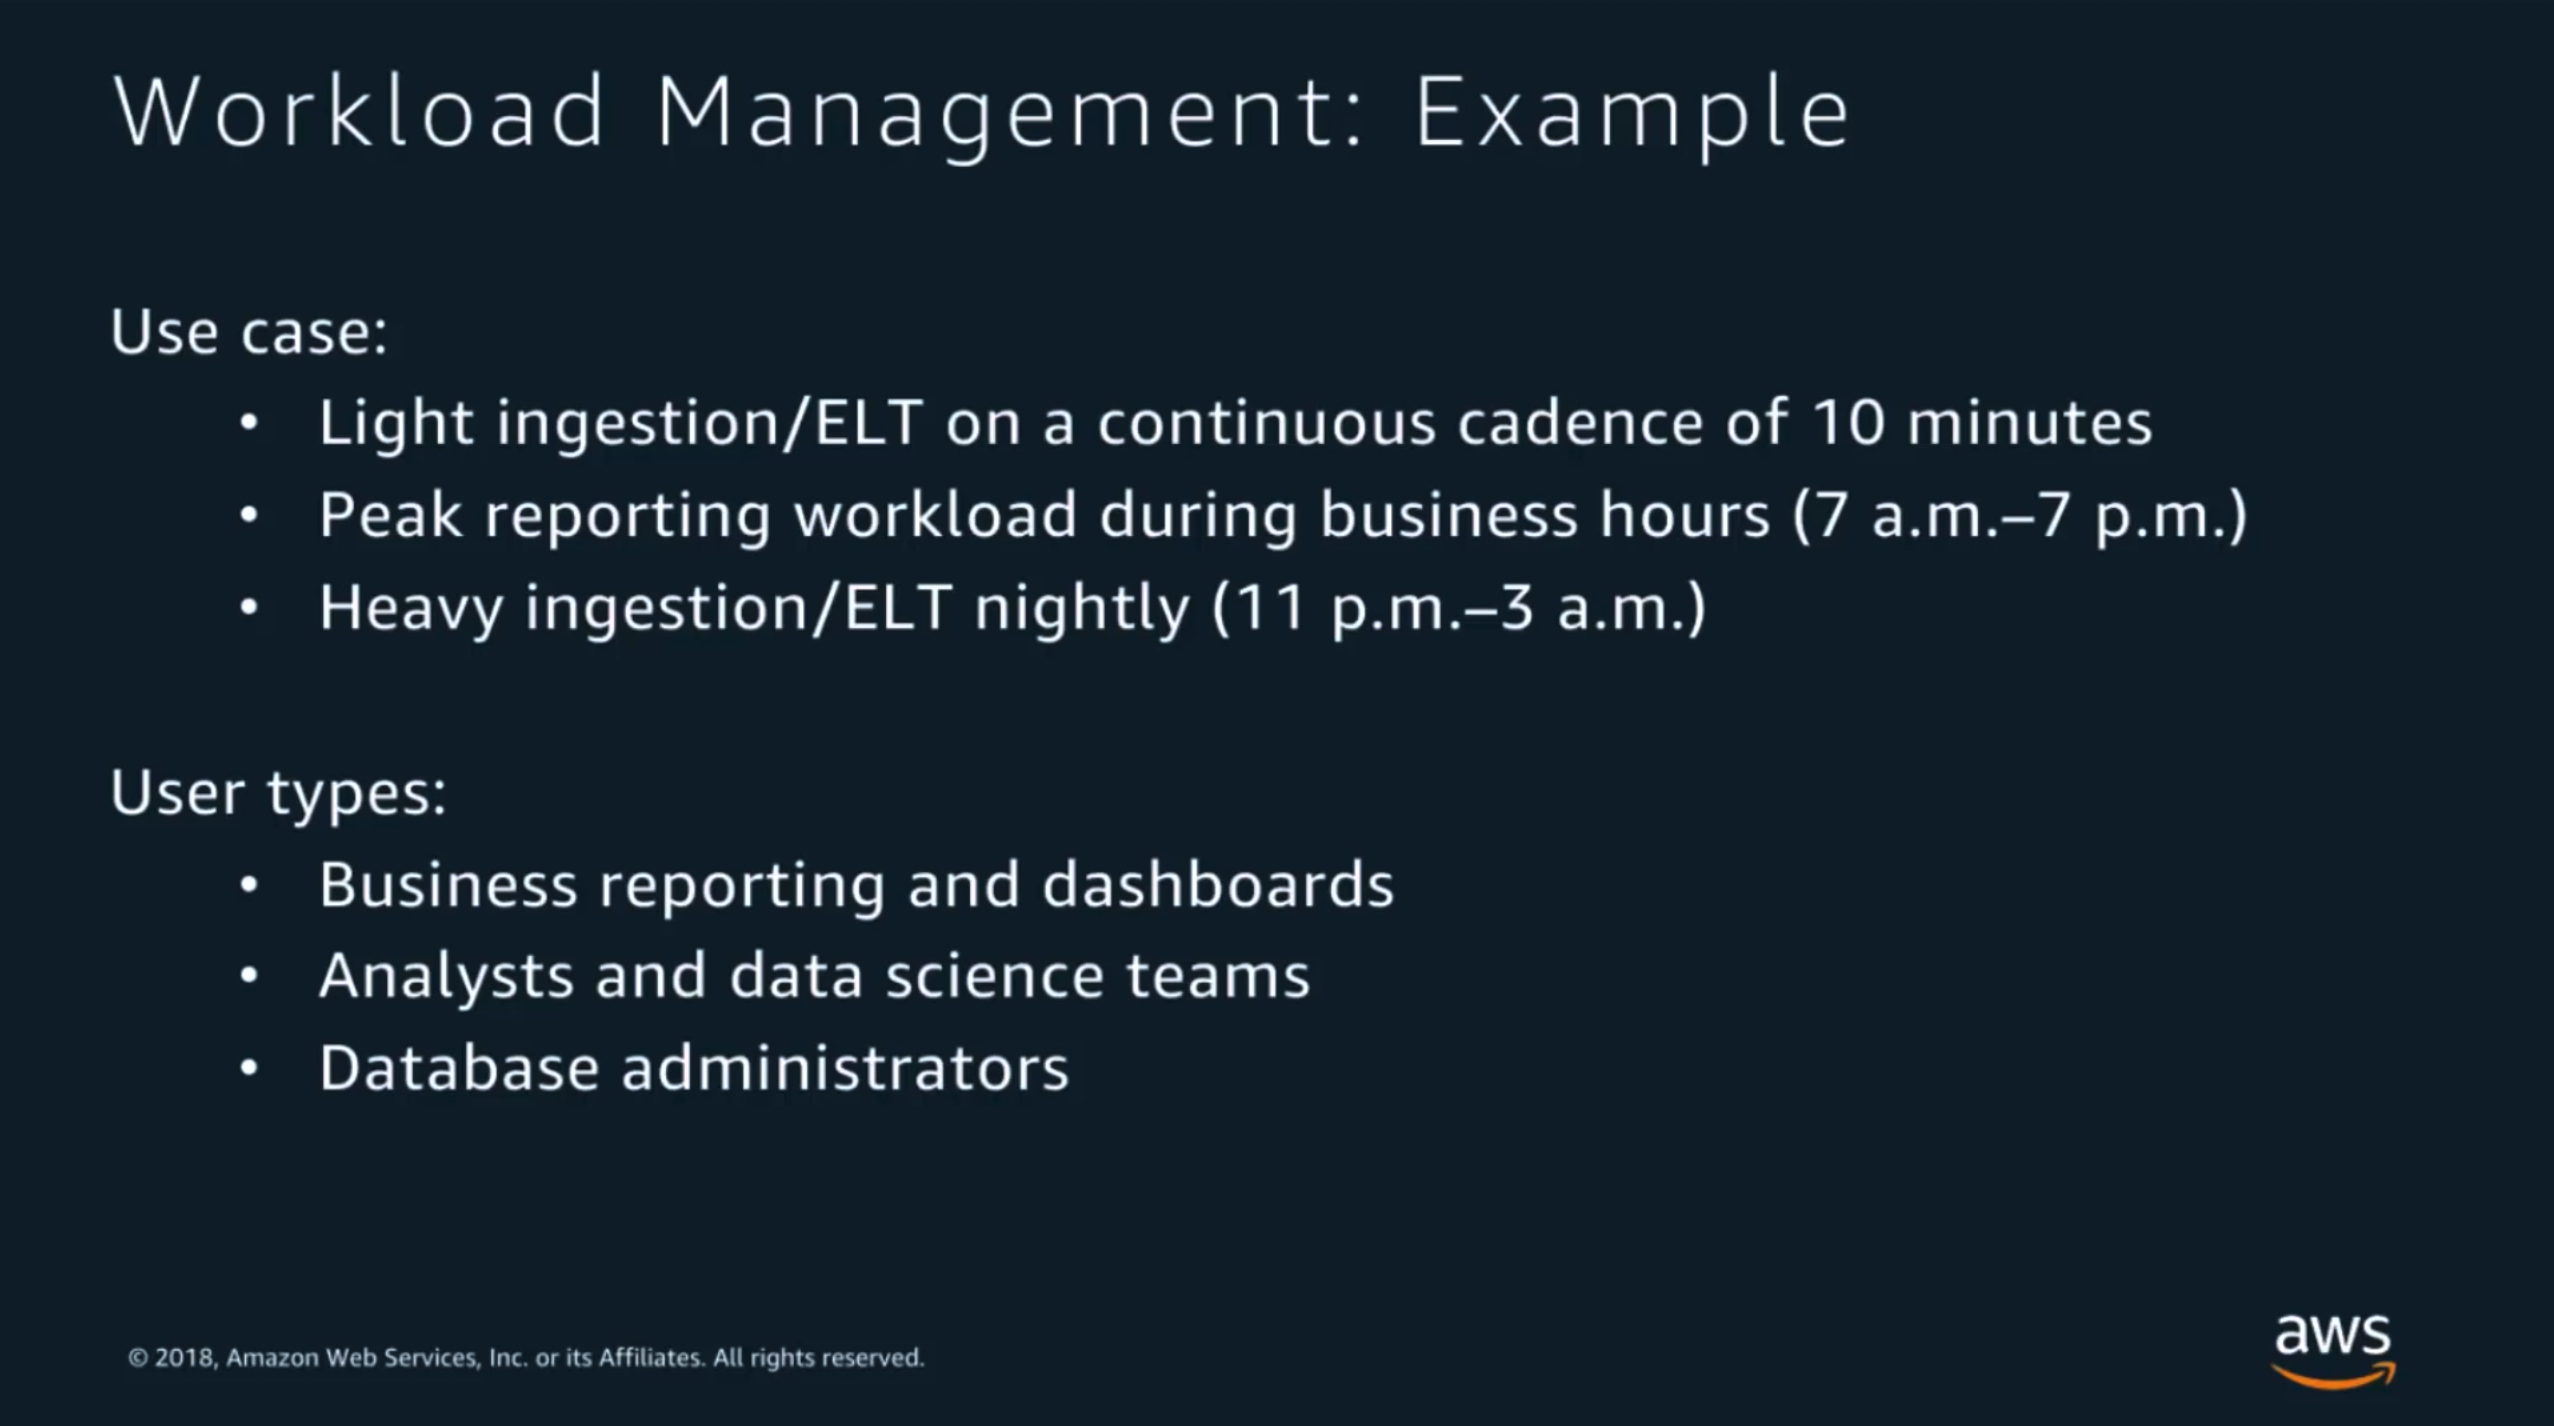 Workload Management: Example
Use case:
• Light ingestion/ELT on a continuous cadence of 10 minutes
• Peak reporting workload during business hours (7 a.m.–7 p.m.)
• Heavy ingestion/ELT nightly (11 p.m.–3 a.m.)
User types:
• Business reporting and dashboards
• Analysts and data science teams
• Database administrators
© 2018, Amazon Web Services, Inc. or its Affiliates. All rights reserved.
aws